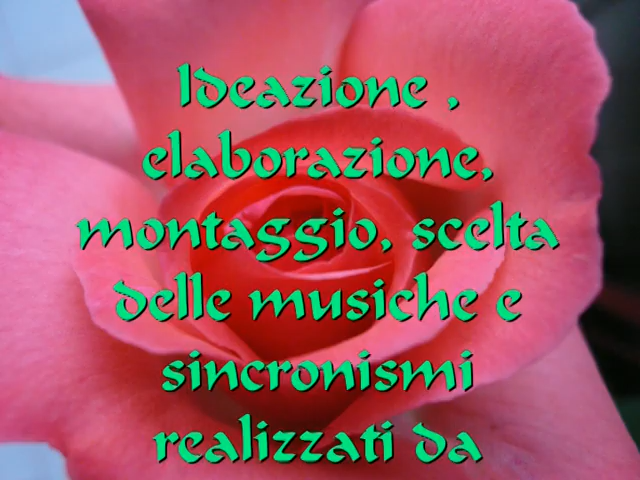 Ideazione ,
elaborazione,
montaggio, scelta
delle musiche e
sincronismi
realizzati da